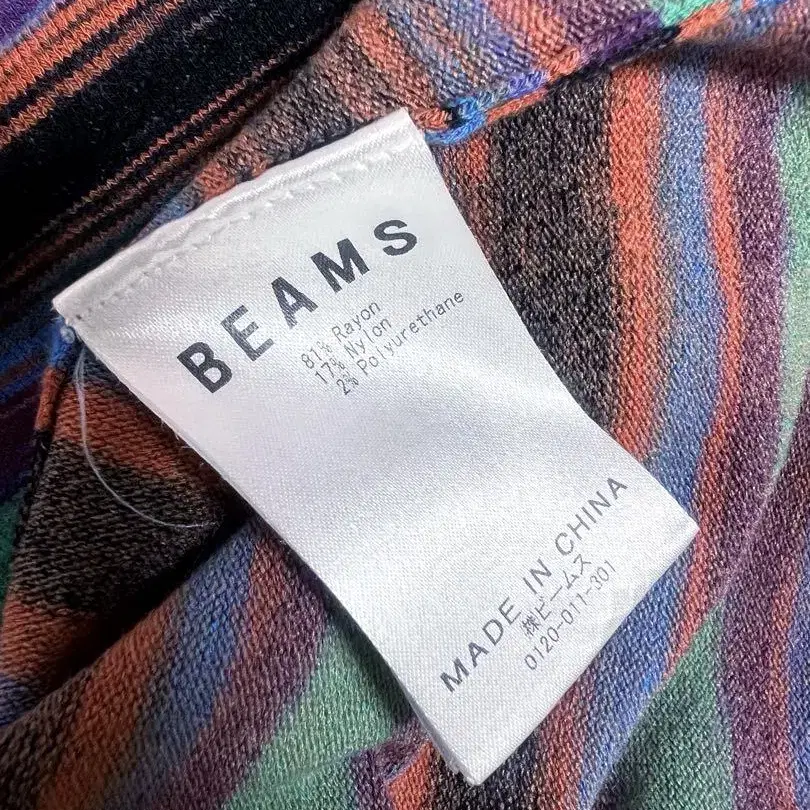 BEAMS
81% Rayon
17% Nylon
2% Polyurethane
MADE IN CHINA
㈱ビームス
0120-011-301